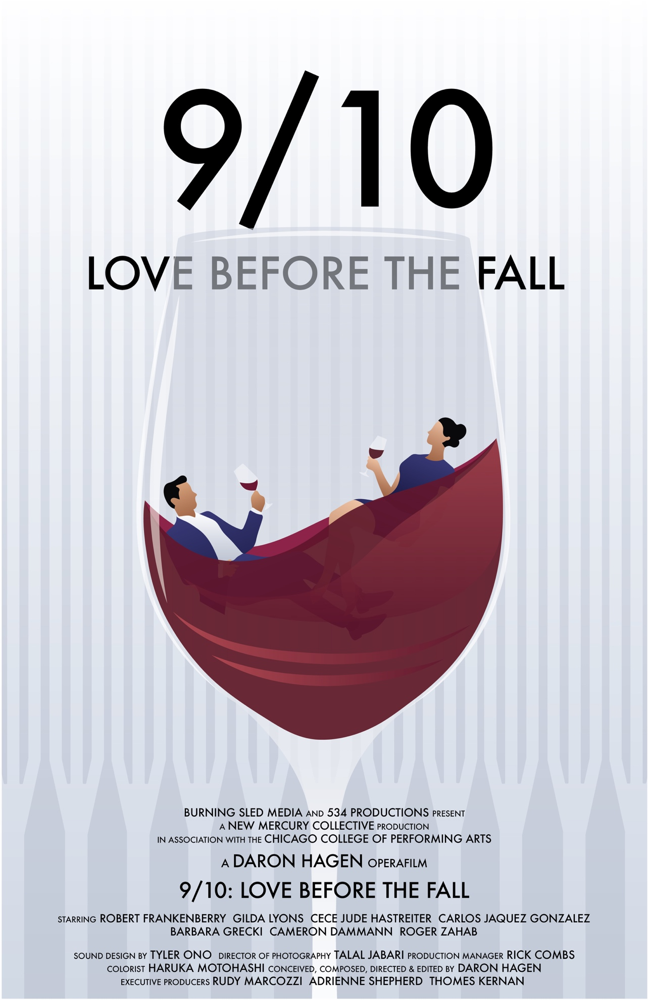 9/10
LOVE BEFORE THE FALL
BURNING SLED MEDIA AND 534 PRODUCTIONS PRESENT
A NEW MERCURY COLLECTIVE PRODUCTION
IN ASSOCIATION WITH THE CHICAGO COLLEGE OF PERFORMING ARTS
A DARON HAGEN OPERAFILM
9/10: LOVE BEFORE THE FALL
STARRING ROBERT FRANKENBERRY GILDA LYONS CECE JUDE HASTREITER CARLOS JAQUEZ GONZALEZ
BARBARA GRECKI CAMERON DAMMANN ROGER ZAHAB
SOUND DESIGN BY TYLER ONO DIRECTOR OF PHOTOGRAPHY TALAL JABARI PRODUCTION MANAGER RICK COMBS
COLORIST HARUKA MOTOHASHI CONCEIVED, COMPOSED, DIRECTED & EDITED BY DARON HAGEN
EXECUTIVE PRODUCERS RUDY MARCOZZI ADRIENNE SHEPHERD THOMES KERNAN